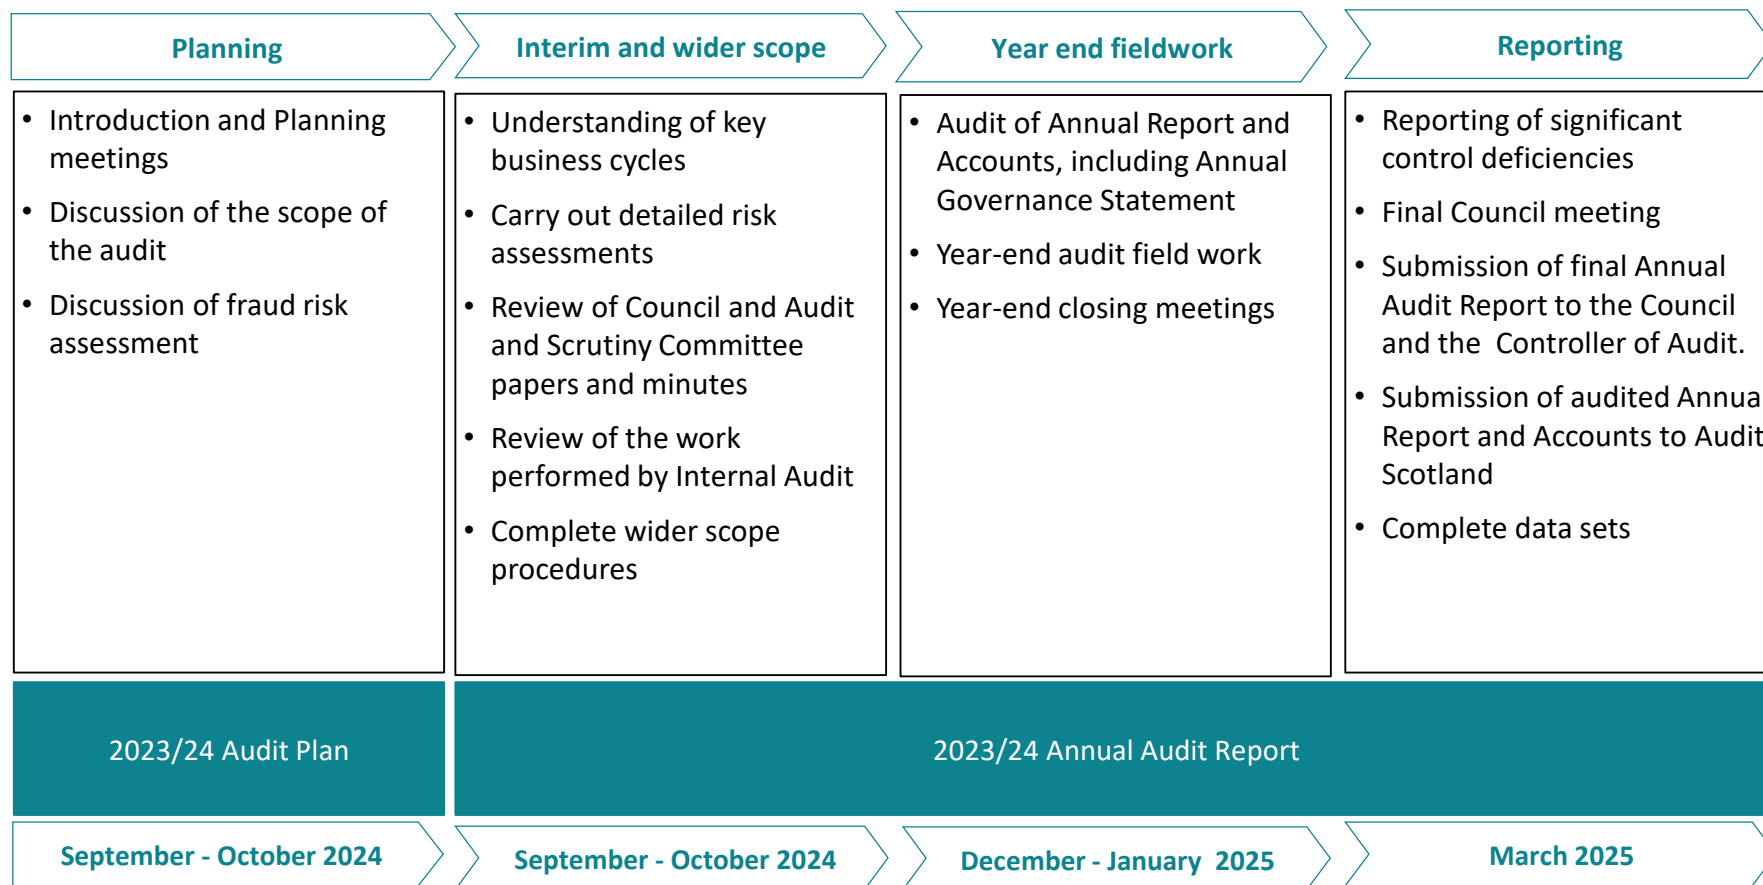 Planning
Interim and wider scope
Year end fieldwork
Reporting
• Introduction and Planning
meetings
• Discussion of the scope of
the audit
• Discussion of fraud risk
assessment
• Understanding of key
business cycles
• Carry out detailed risk
assessments
• Review of Council and Audit
and Scrutiny Committee
papers and minutes
• Review of the work
performed by Internal Audit
• Complete wider scope
procedures
• Audit of Annual Report and
Accounts, including Annual
Governance Statement
• Year-end audit field work
• Year-end closing meetings
• Reporting of significant
control deficiencies
• Final Council meeting
• Submission of final Annual
Audit Report to the Council
and the  Controller of Audit.
• Submission of audited Annua
Report and Accounts to Audit
Scotland
• Complete data sets
2023/24 Audit Plan
2023/24 Annual Audit Report
September - October 2024
September - October 2024
December - January  2025
March 2025